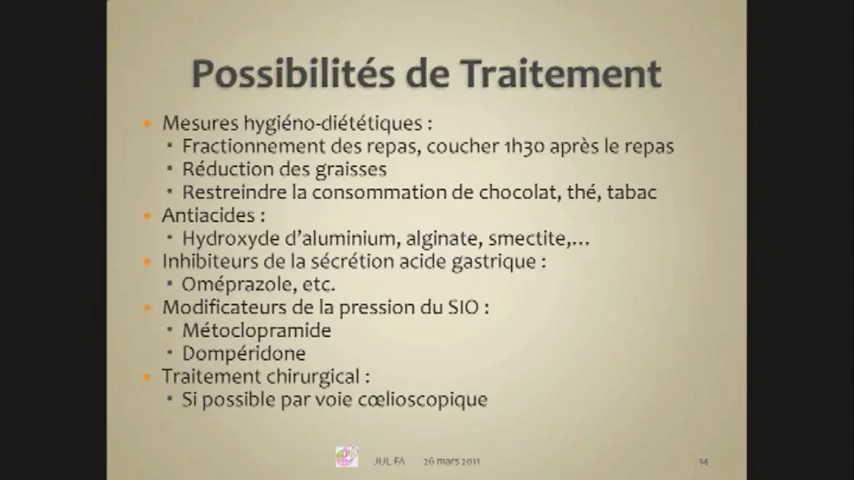 Possibilités de Traitement
• Mesures hygiéno-diététiques :
▪ Fractionnement des repas, coucher 1h30 après le repas
▪ Réduction des graisses
▪ Restreindre la consommation de chocolat, thé, tabac
• Antiacides :
▪ Hydroxyde d’aluminium, alginate, smectite,…
• Inhibiteurs de la sécrétion acide gastrique :
▪ Oméprazole, etc.
• Modificateurs de la pression du SIO :
▪ Métoclopramide
▪ Dompéridone
• Traitement chirurgical :
▪ Si possible par voie cœlioscopique
JUL FA 26 mars 2011 14